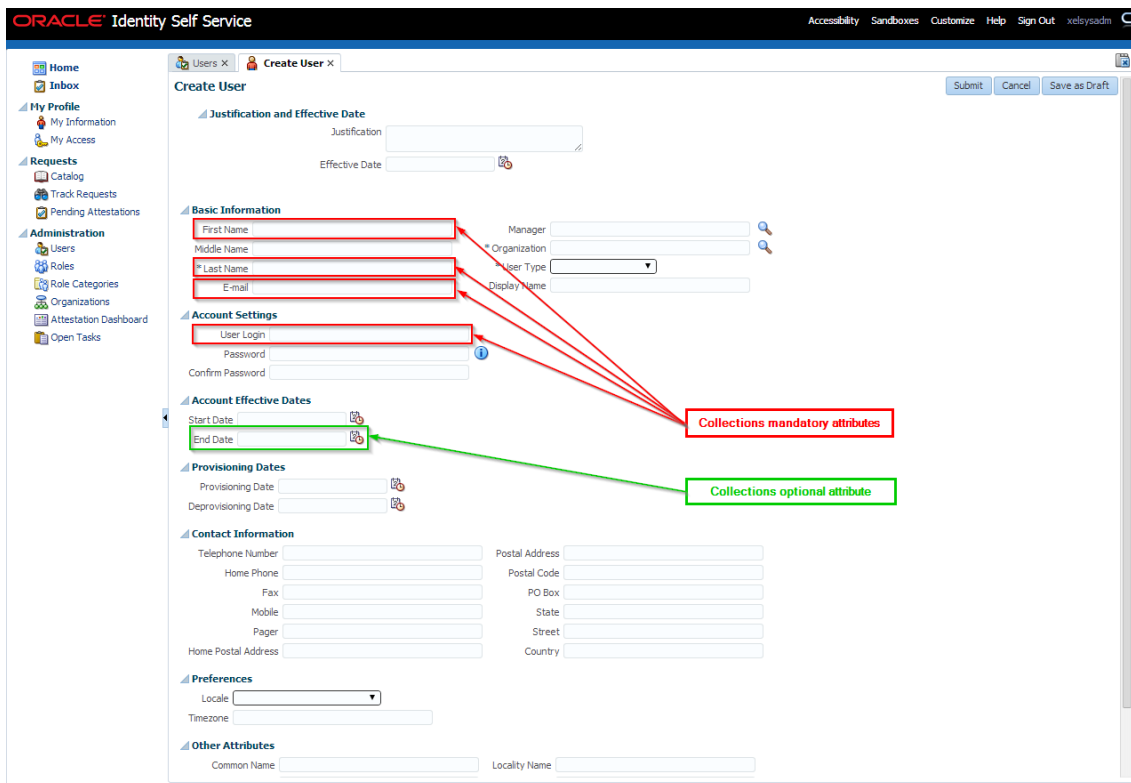 ORACLE® Identity Self Service
Accessibility Sandboxes Customize Help Sign Out xelsysadm
Home
Inbox
My Profile
My Information
My Access
Requests
Catalog
Track Requests
Pending Attestations
Administration
Users
Roles
Role Categories
Organizations
Attestation Dashboard
Open Tasks
Users × Create User ×
Create User
Submit Cancel Save as Draft
Justification and Effective Date
Justification
Effective Date
Basic Information
First Name Manager
Middle Name * Organization
* Last Name * User Type
E-mail Display Name
Account Settings
User Login
Password
Confirm Password
Account Effective Dates
Start Date
Collections mandatory attributes
End Date
Provisioning Dates
Provisioning Date
Collections optional attribute
Deprovisioning Date
Contact Information
Telephone Number Postal Address
Home Phone Postal Code
Fax PO Box
Mobile State
Pager Street
Home Postal Address Country
Preferences
Locale
Timezone
Other Attributes
Common Name Locality Name